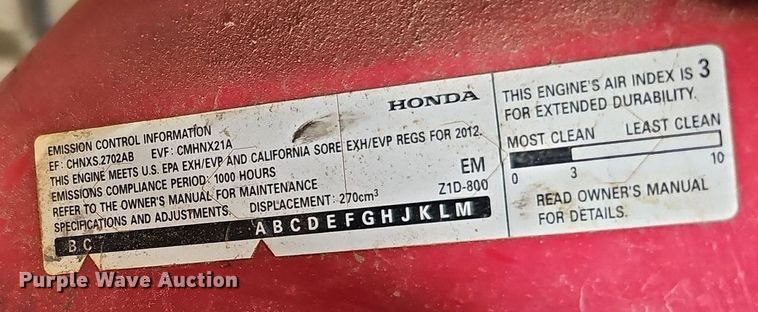 HONDA
EMISSION CONTROL INFORMATION
EF: CHNXS.2702AB EVF: CMHNX21A
THIS ENGINE MEETS U.S. EPA EXH/EVP AND CALIFORNIA SORE EXH/EVP REGS FOR 2012.
EMISSIONS COMPLIANCE PERIOD: 1000 HOURS
EM
REFER TO THE OWNER'S MANUAL FOR MAINTENANCE
Z1D-800
SPECIFICATIONS AND ADJUSTMENTS. DISPLACEMENT: 270cm³
B C A B C D E F G H J K L M
THIS ENGINE'S AIR INDEX IS 3
FOR EXTENDED DURABILITY.
MOST CLEAN LEAST CLEAN
0 3 10
READ OWNER'S MANUAL
FOR DETAILS.
Purple Wave Auction